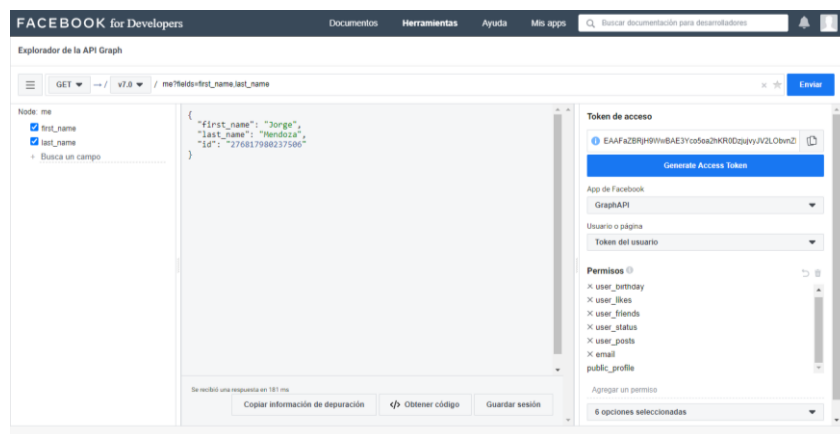 FACEBOOK for Developers
Documentos Herramientas Ayuda Mis apps Buscar documentación para desarrolladores
Explorador de la API Graph
GET → / v7.0 / me?fields=first_name,last_name Enviar
Node: me
first_name
last_name
Busca un campo
{
"first_name": "Jorge",
"last_name": "Mendoza",
"id": "276817980237506"
}
Se recibió una respuesta en 181 ms
Copiar información de depuración </> Obtener código Guardar sesión
Token de acceso
Generate Access Token
App de Facebook
GraphAPI
Usuario o página
Token del usuario
Permisos
× user_birthday
× user_likes
× user_friends
× user_status
× user_posts
× email
public_profile
Agregar un permiso
6 opciones seleccionadas